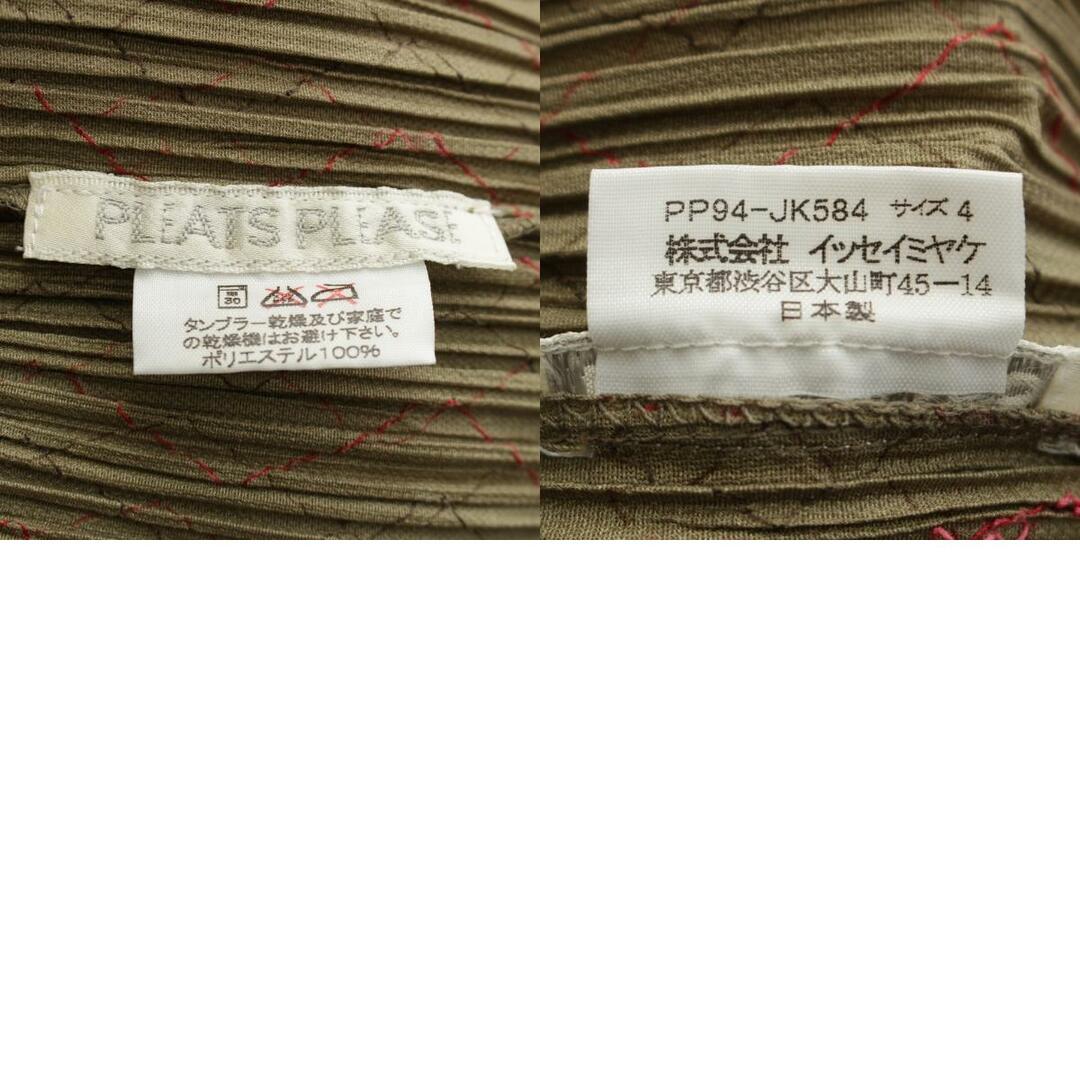 PLEATS PLEASE
30
タンブラー乾燥及び家庭で
の乾燥機はお避け下さい。
ポリエステル100%
PP94-JK584 サイズ 4
株式会社 イッセイミヤケ
東京都渋谷区大山町45-14
日本製